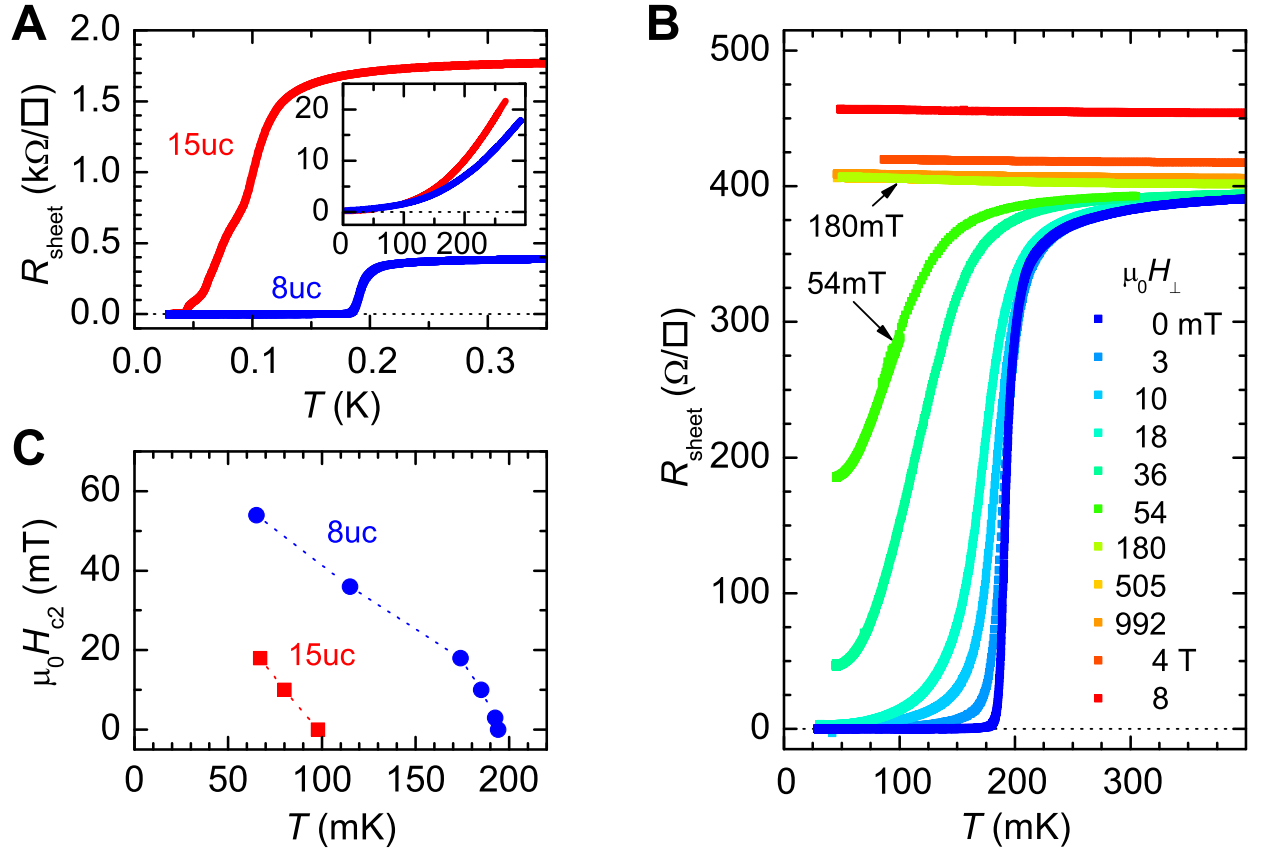 A
2.0
1.5
1.0
0.5
0.0
R_sheet (kΩ/□)
15uc
8uc
20
10
0
0 100 200
0.0 0.1 0.2 0.3
T (K)
B
500
400
300
200
100
0
R_sheet (Ω/□)
180mT
54mT
μ₀H⊥
0 mT
3
10
18
36
54
180
505
992
4 T
8
0 100 200 300
T (mK)
C
60
40
20
0
μ₀H_c2 (mT)
8uc
15uc
0 50 100 150 200
T (mK)